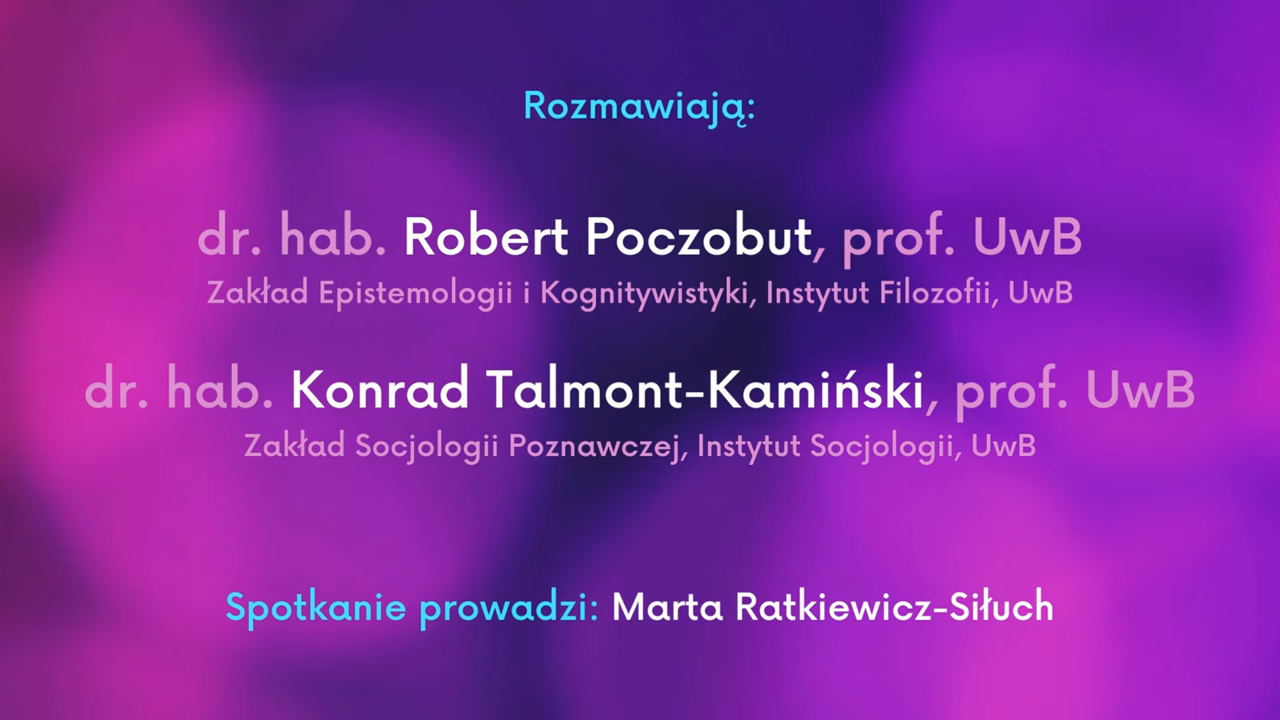 Rozmawiają:
dr. hab. Robert Poczobut, prof. UwB
Zakład Epistemologii i Kognitywistyki, Instytut Filozofii, UwB
dr. hab. Konrad Talmont-Kamiński, prof. UwB
Zakład Socjologii Poznawczej, Instytut Socjologii, UwB
Spotkanie prowadzi: Marta Ratkiewicz-Siłuch